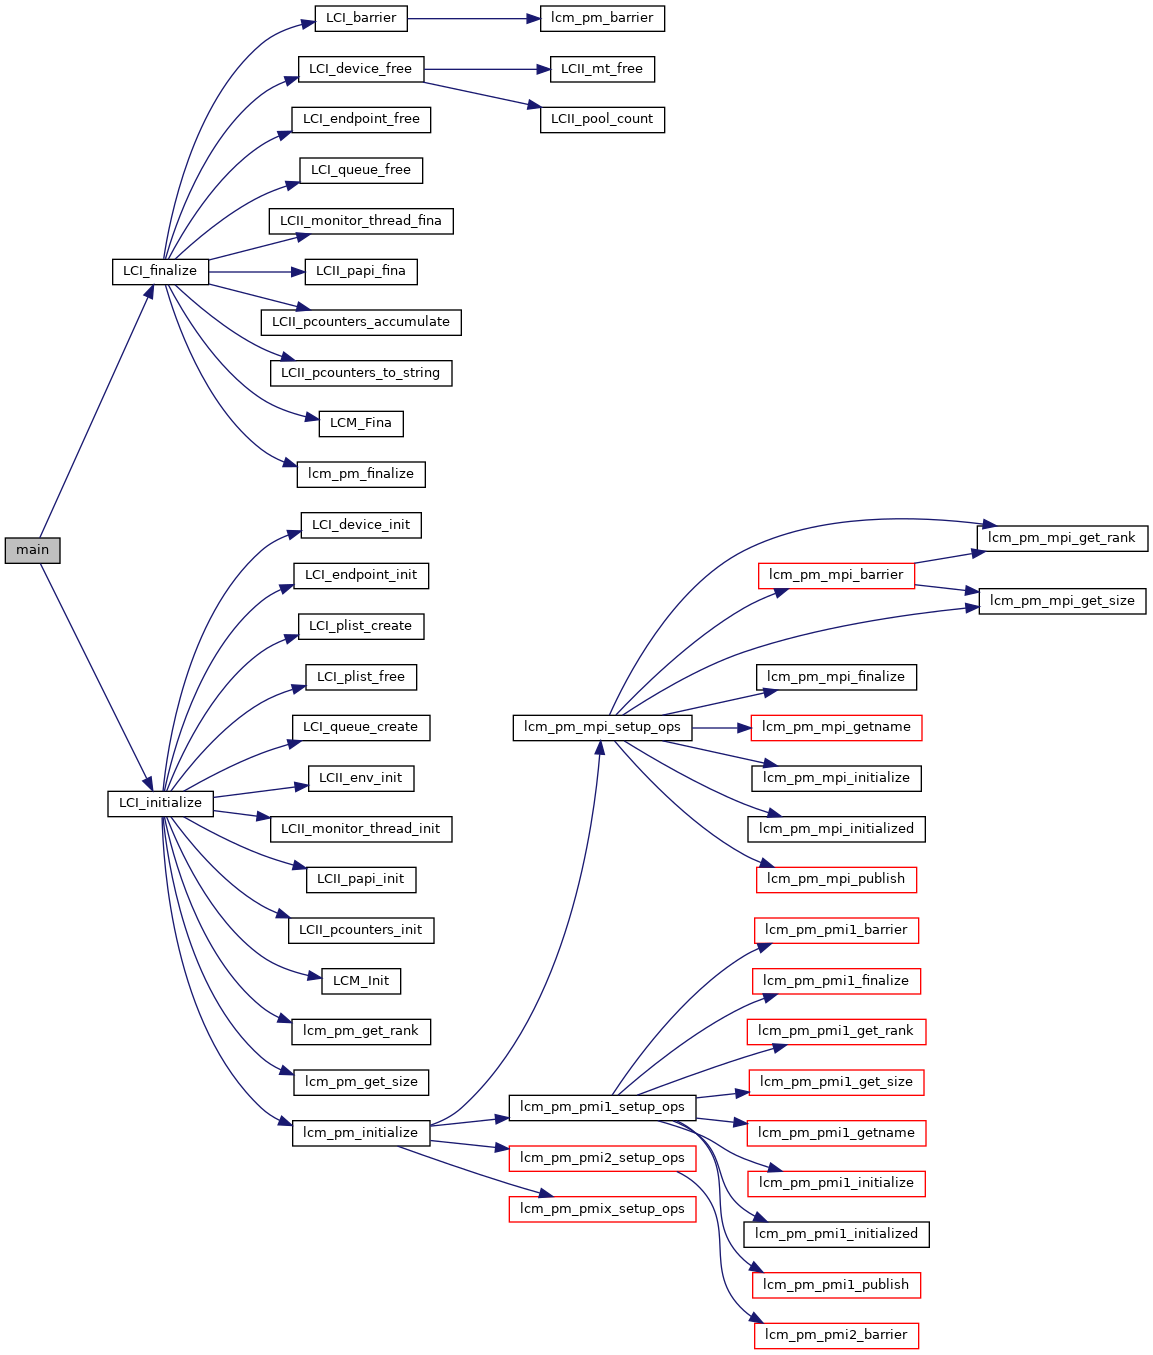 LCI_barrier
lcm_pm_barrier
LCI_device_free
LCII_mt_free
LCI_endpoint_free
LCII_pool_count
LCI_queue_free
LCII_monitor_thread_fina
LCI_finalize
LCII_papi_fina
LCII_pcounters_accumulate
LCII_pcounters_to_string
LCM_Fina
lcm_pm_finalize
LCI_device_init
lcm_pm_mpi_get_rank
main
LCI_endpoint_init
lcm_pm_mpi_barrier
lcm_pm_mpi_get_size
LCI_plist_create
LCI_plist_free
lcm_pm_mpi_finalize
LCI_queue_create
lcm_pm_mpi_setup_ops
lcm_pm_mpi_getname
LCII_env_init
lcm_pm_mpi_initialize
LCI_initialize
LCII_monitor_thread_init
lcm_pm_mpi_initialized
LCII_papi_init
lcm_pm_mpi_publish
LCII_pcounters_init
lcm_pm_pmi1_barrier
LCM_Init
lcm_pm_pmi1_finalize
lcm_pm_get_rank
lcm_pm_pmi1_get_rank
lcm_pm_get_size
lcm_pm_pmi1_get_size
lcm_pm_pmi1_setup_ops
lcm_pm_initialize
lcm_pm_pmi1_getname
lcm_pm_pmi2_setup_ops
lcm_pm_pmi1_initialize
lcm_pm_pmix_setup_ops
lcm_pm_pmi1_initialized
lcm_pm_pmi1_publish
lcm_pm_pmi2_barrier